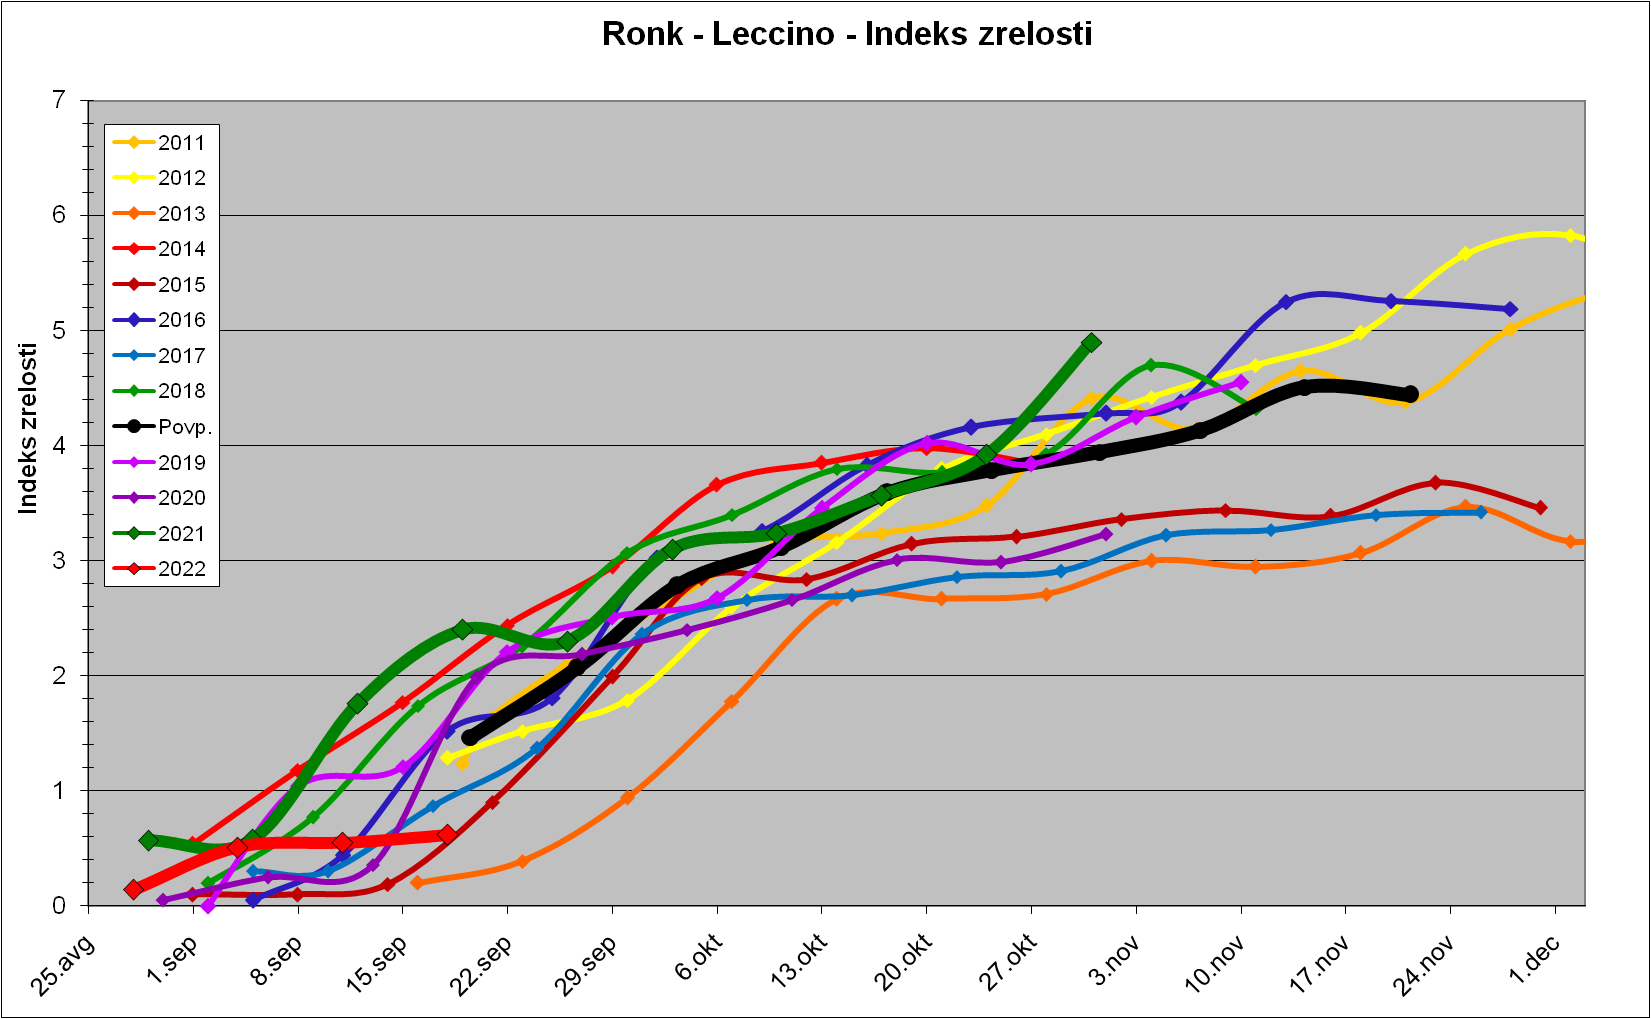 Ronk - Leccino - Indeks zrelosti
Indeks zrelosti
7
6
5
4
3
2
1
0
2011
2012
2013
2014
2015
2016
2017
2018
Povp.
2019
2020
2021
2022
25.avg
1.sep
8.sep
15.sep
22.sep
29.sep
6.okt
13.okt
20.okt
27.okt
3.nov
10.nov
17.nov
24.nov
1.dec